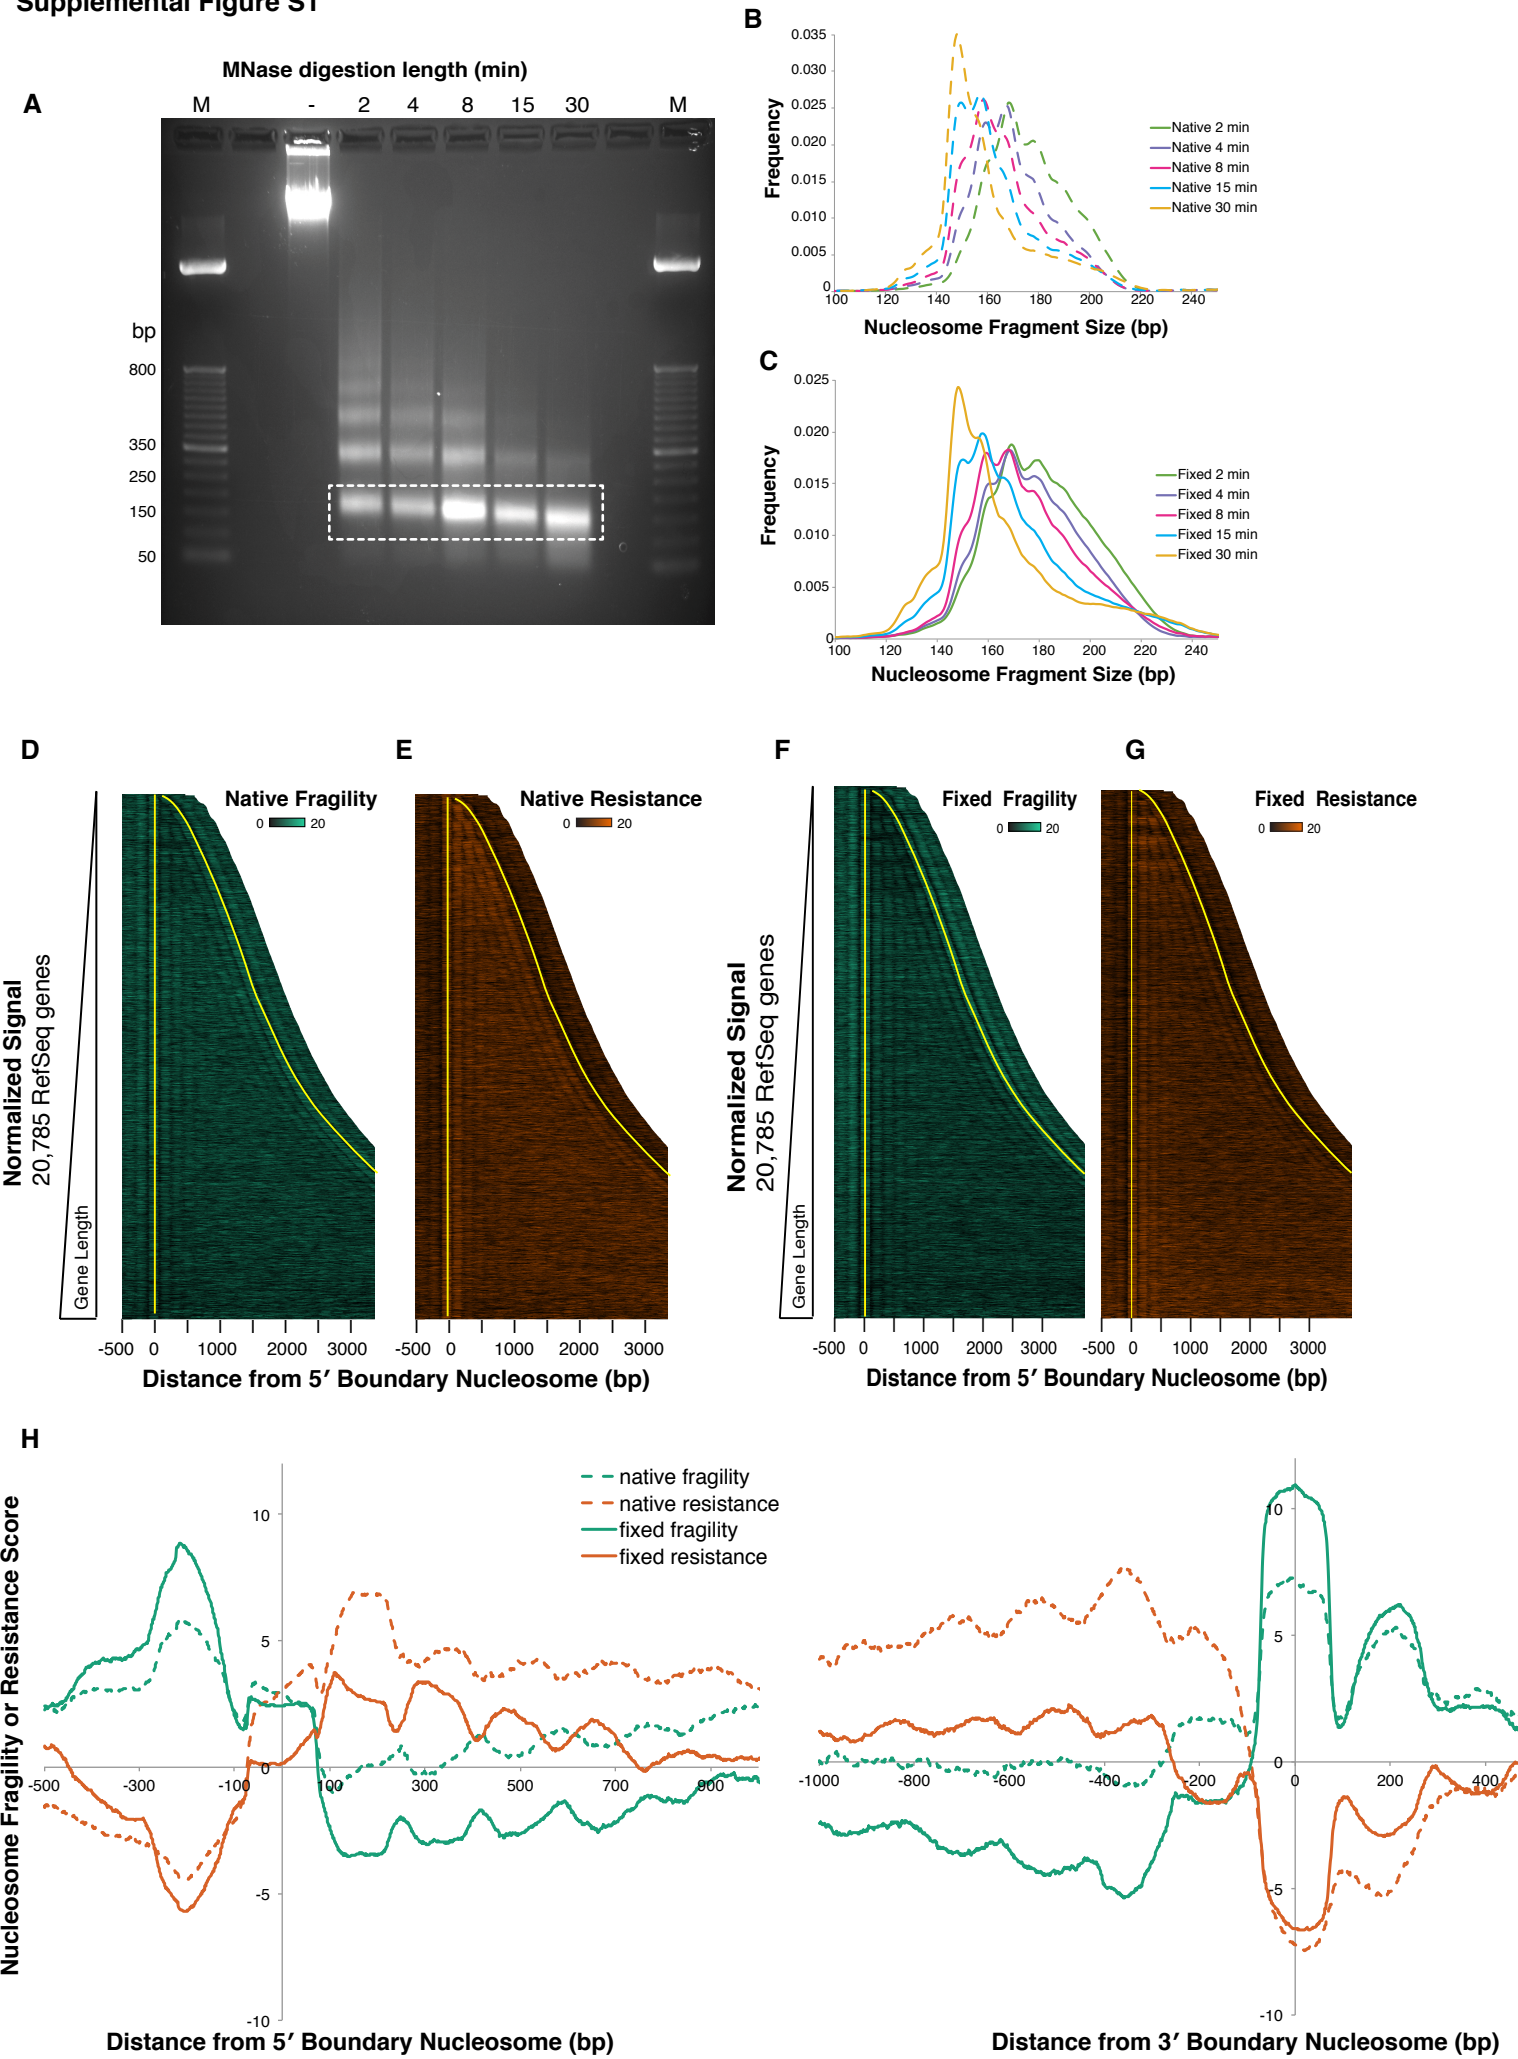 Supplemental Figure S1
A
MNase digestion length (min)
M - 2 4 8 15 30 M
bp
800
350
250
150
50
B
Frequency
0.035
0.030
0.025
0.020
0.015
0.010
0.005
0
100 120 140 160 180 200 220 240
Nucleosome Fragment Size (bp)
Native 2 min
Native 4 min
Native 8 min
Native 15 min
Native 30 min
C
Frequency
0.025
0.020
0.015
0.010
0.005
0
100 120 140 160 180 200 220 240
Nucleosome Fragment Size (bp)
Fixed 2 min
Fixed 4 min
Fixed 8 min
Fixed 15 min
Fixed 30 min
D
Native Fragility
0 20
E
Native Resistance
0 20
Normalized Signal
20,785 RefSeq genes
Gene Length
-500 0 1000 2000 3000
-500 0 1000 2000 3000
Distance from 5′ Boundary Nucleosome (bp)
F
Fixed Fragility
0 20
G
Fixed Resistance
0 20
Normalized Signal
20,785 RefSeq genes
Gene Length
-500 0 1000 2000 3000
-500 0 1000 2000 3000
Distance from 5′ Boundary Nucleosome (bp)
H
Nucleosome Fragility or Resistance Score
native fragility
native resistance
fixed fragility
fixed resistance
10
5
0
-5
-10
-500 -300 -100 100 300 500 700 900
Distance from 5′ Boundary Nucleosome (bp)
10
5
0
-5
-10
-1000 -800 -600 -400 -200 0 200 400
Distance from 3′ Boundary Nucleosome (bp)